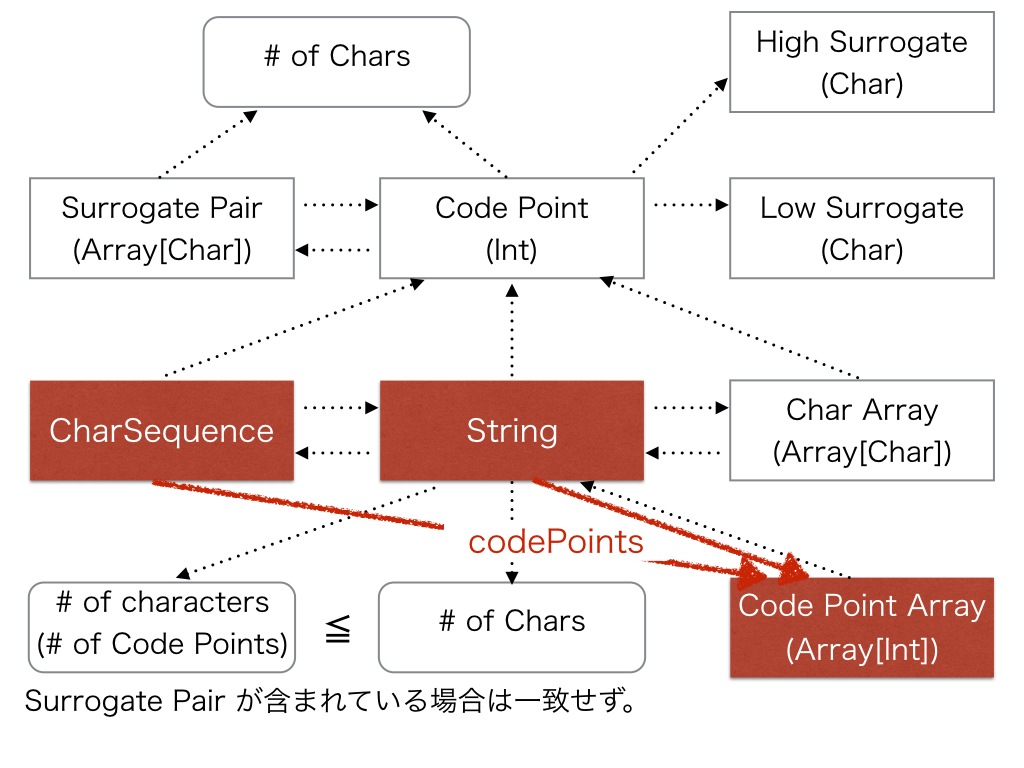 # of Chars
High Surrogate
(Char)
Surrogate Pair
(Array[Char])
Code Point
(Int)
Low Surrogate
(Char)
CharSequence
String
Char Array
(Array[Char])
codePoints
# of characters
(# of Code Points)
≦
# of Chars
Code Point Array
(Array[Int])
Surrogate Pair が含まれている場合は一致せず。